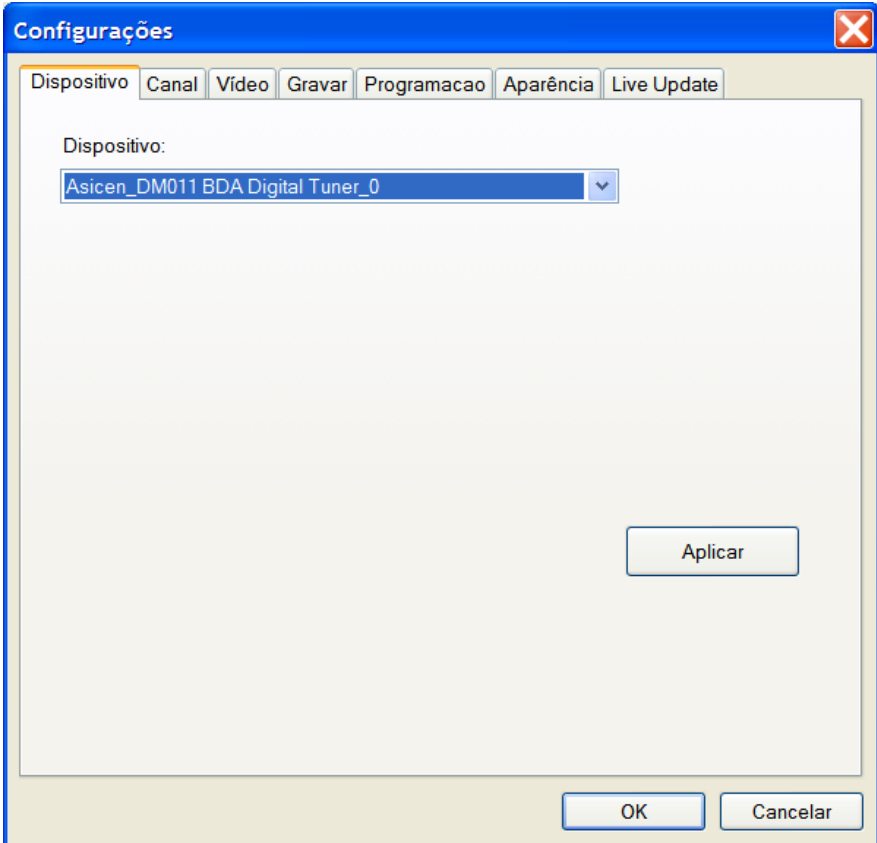 Configurações
Dispositivo Canal Vídeo Gravar Programacao Aparência Live Update
Dispositivo:
Asicen_DM011 BDA Digital Tuner_0
Aplicar
OK Cancelar